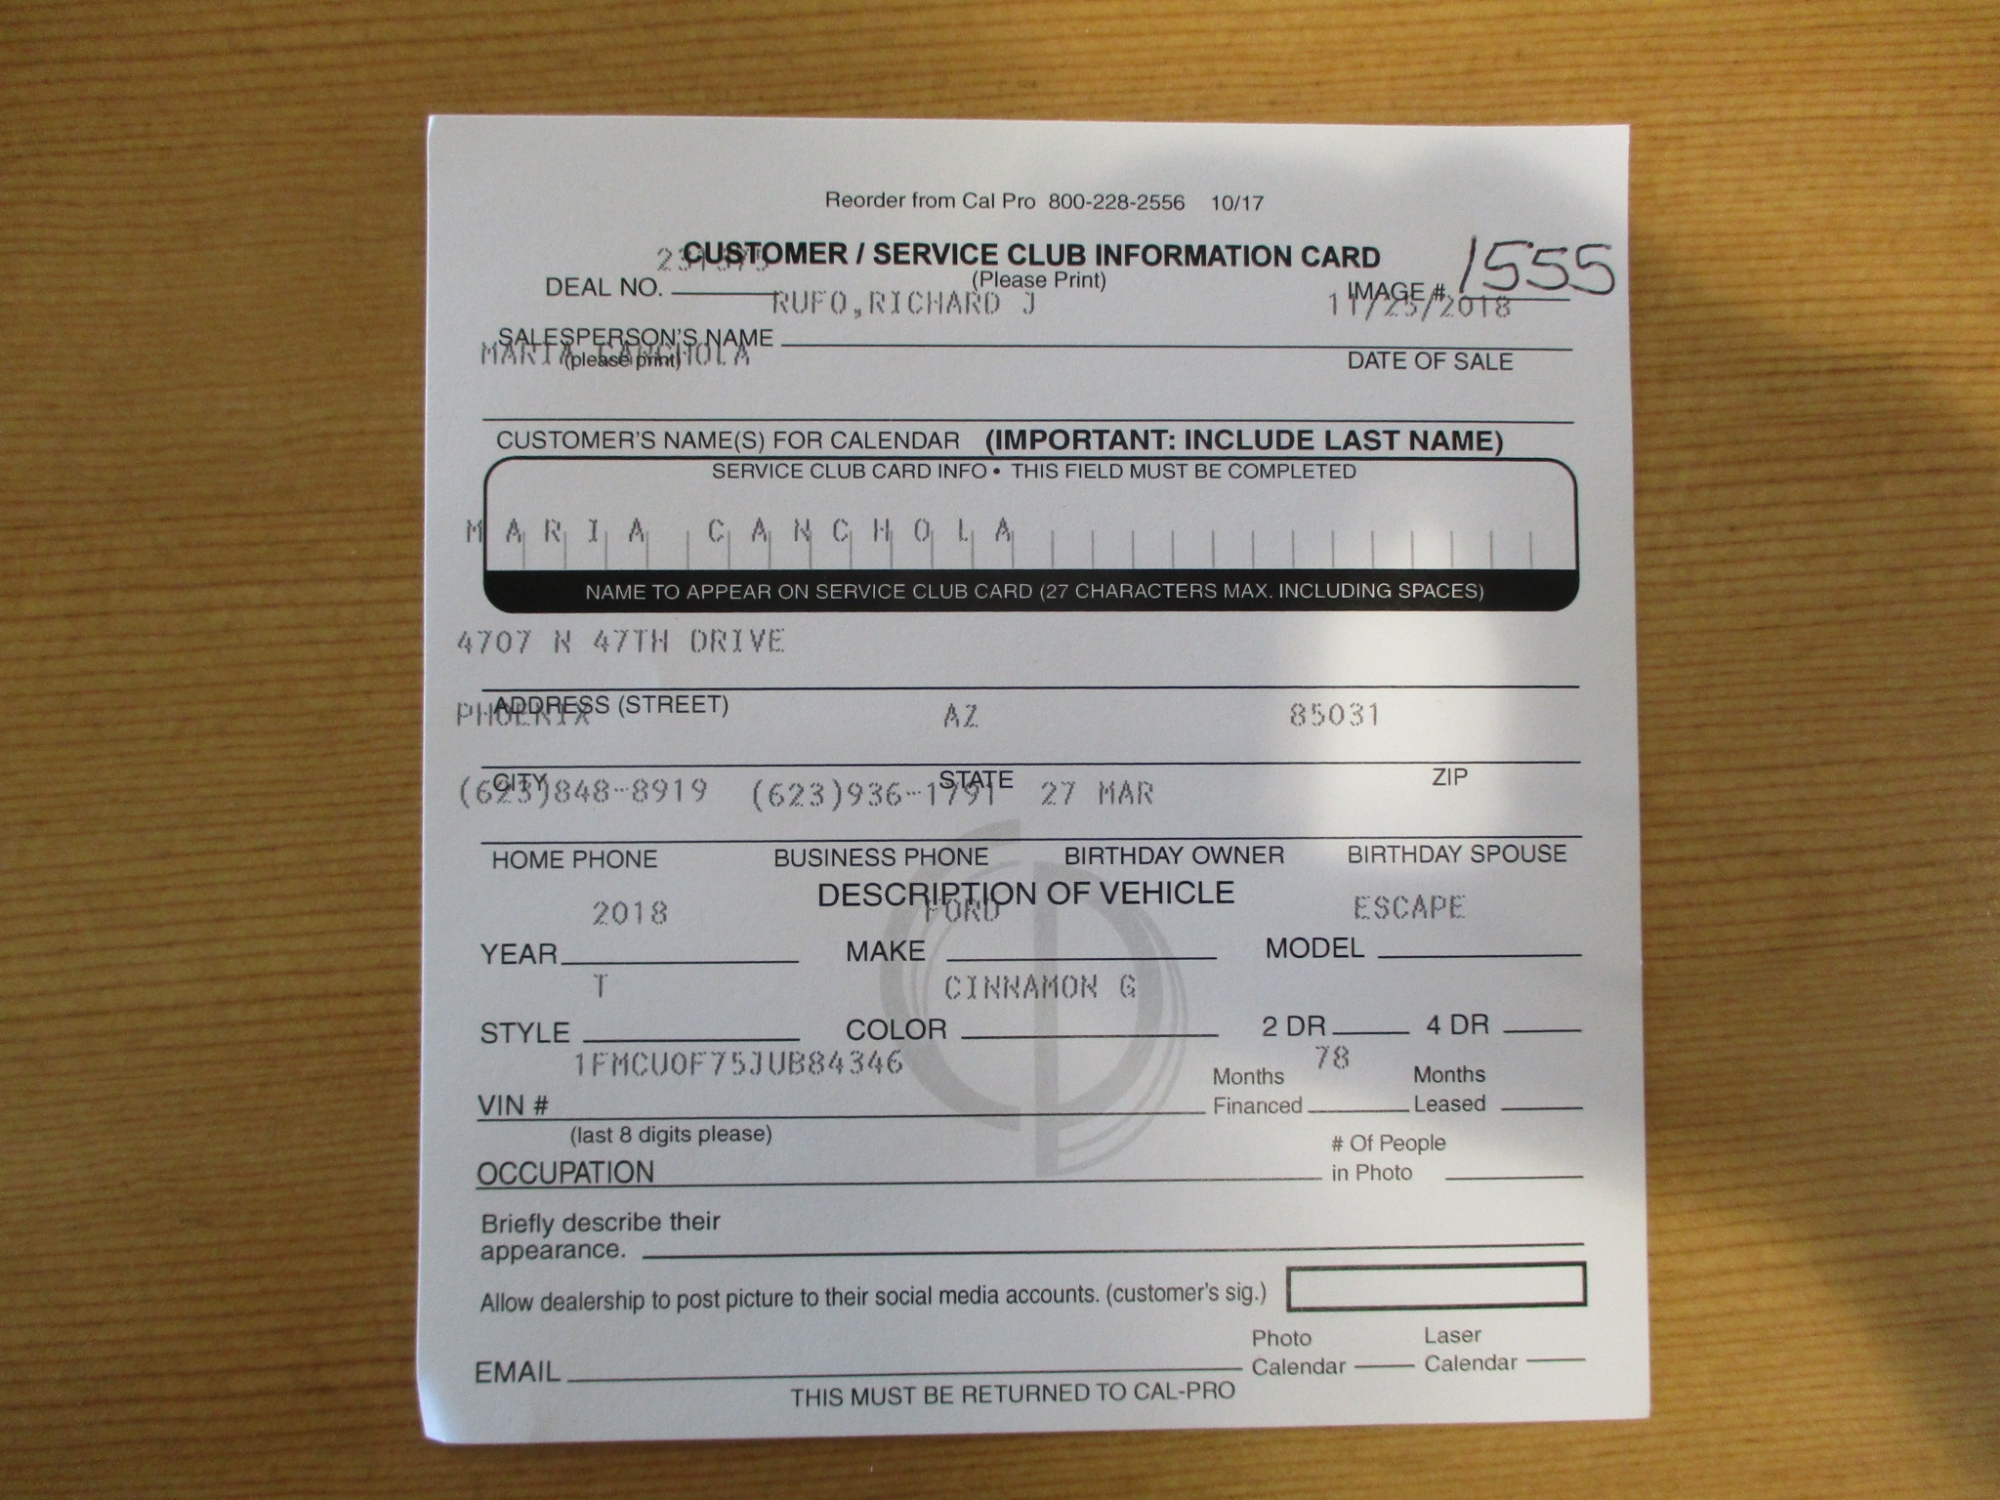 Reorder from Cal Pro 800-228-2556 10/17
CUSTOMER / SERVICE CLUB INFORMATION CARD
(Please Print)
DEAL NO. IMAGE # 1555
RUFO,RICHARD J 11/25/2018
SALESPERSON'S NAME
(please print) DATE OF SALE
MARIA CANCHOLA
CUSTOMER'S NAME(S) FOR CALENDAR (IMPORTANT: INCLUDE LAST NAME)
SERVICE CLUB CARD INFO • THIS FIELD MUST BE COMPLETED
MARIA CANCHOLA
NAME TO APPEAR ON SERVICE CLUB CARD (27 CHARACTERS MAX. INCLUDING SPACES)
4707 N 47TH DRIVE
ADDRESS (STREET)
PHOENIX AZ 85031
CITY STATE ZIP
(623)848-8919 (623)936-1791 27 MAR
HOME PHONE BUSINESS PHONE BIRTHDAY OWNER BIRTHDAY SPOUSE
DESCRIPTION OF VEHICLE
2018 FORD ESCAPE
YEAR MAKE MODEL
T CINNAMON G
STYLE COLOR 2 DR 4 DR
1FMCU0F75JUB84346 78
VIN # Months Financed Months Leased
(last 8 digits please)
OCCUPATION # Of People in Photo
Briefly describe their
appearance.
Allow dealership to post picture to their social media accounts. (customer's sig.)
EMAIL Photo Calendar Laser Calendar
THIS MUST BE RETURNED TO CAL-PRO